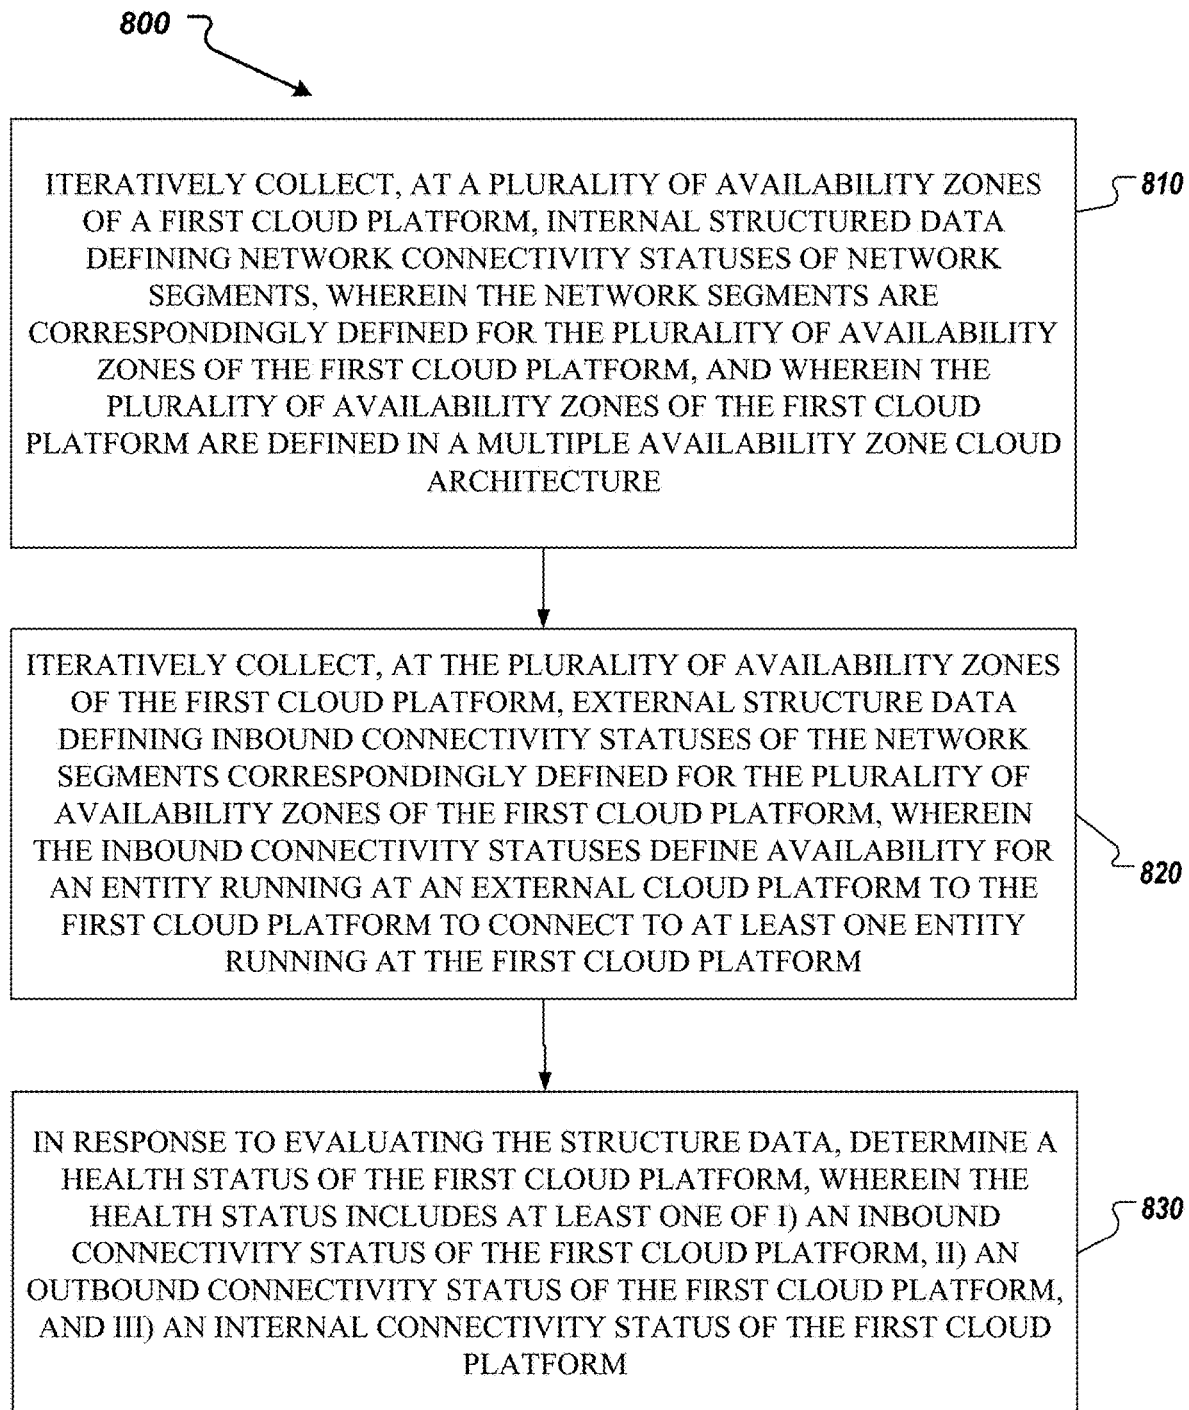 800
ITERATIVELY COLLECT, AT A PLURALITY OF AVAILABILITY ZONES
OF A FIRST CLOUD PLATFORM, INTERNAL STRUCTURED DATA
DEFINING NETWORK CONNECTIVITY STATUSES OF NETWORK
SEGMENTS, WHEREIN THE NETWORK SEGMENTS ARE
CORRESPONDINGLY DEFINED FOR THE PLURALITY OF AVAILABILITY
ZONES OF THE FIRST CLOUD PLATFORM, AND WHEREIN THE
PLURALITY OF AVAILABILITY ZONES OF THE FIRST CLOUD
PLATFORM ARE DEFINED IN A MULTIPLE AVAILABILITY ZONE CLOUD
ARCHITECTURE
810
ITERATIVELY COLLECT, AT THE PLURALITY OF AVAILABILITY ZONES
OF THE FIRST CLOUD PLATFORM, EXTERNAL STRUCTURE DATA
DEFINING INBOUND CONNECTIVITY STATUSES OF THE NETWORK
SEGMENTS CORRESPONDINGLY DEFINED FOR THE PLURALITY OF
AVAILABILITY ZONES OF THE FIRST CLOUD PLATFORM, WHEREIN
THE INBOUND CONNECTIVITY STATUSES DEFINE AVAILABILITY FOR
AN ENTITY RUNNING AT AN EXTERNAL CLOUD PLATFORM TO THE
FIRST CLOUD PLATFORM TO CONNECT TO AT LEAST ONE ENTITY
RUNNING AT THE FIRST CLOUD PLATFORM
820
IN RESPONSE TO EVALUATING THE STRUCTURE DATA, DETERMINE A
HEALTH STATUS OF THE FIRST CLOUD PLATFORM, WHEREIN THE
HEALTH STATUS INCLUDES AT LEAST ONE OF I) AN INBOUND
CONNECTIVITY STATUS OF THE FIRST CLOUD PLATFORM, II) AN
OUTBOUND CONNECTIVITY STATUS OF THE FIRST CLOUD PLATFORM,
AND III) AN INTERNAL CONNECTIVITY STATUS OF THE FIRST CLOUD
PLATFORM
830